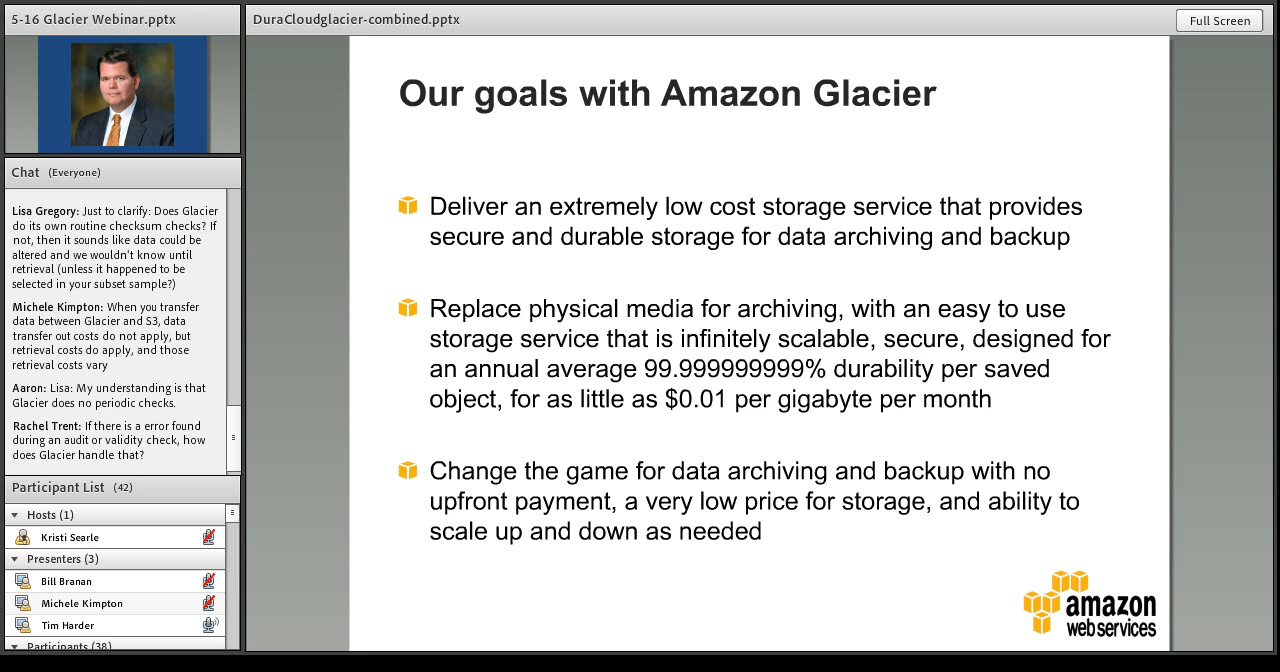 5-16 Glacier Webinar.pptx
Chat (Everyone)
Lisa Gregory: Just to clarify: Does Glacier
do its own routine checksum checks? If
not, then it sounds like data could be
altered and we wouldn't know until
retrieval (unless it happened to be
selected in your subset sample?)
Michele Kimpton: When you transfer
data between Glacier and S3, data
transfer out costs do not apply, but
retrieval costs do apply, and those
retrieval costs vary
Aaron: Lisa: My understanding is that
Glacier does no periodic checks.
Rachel Trent: If there is a error found
during an audit or validity check, how
does Glacier handle that?
Participant List (42)
Hosts (1)
Kristi Searle
Presenters (3)
Bill Branan
Michele Kimpton
Tim Harder
Participants (38)
DuraCloudglacier-combined.pptx
Full Screen
Our goals with Amazon Glacier
Deliver an extremely low cost storage service that provides
secure and durable storage for data archiving and backup
Replace physical media for archiving, with an easy to use
storage service that is infinitely scalable, secure, designed for
an annual average 99.999999999% durability per saved
object, for as little as $0.01 per gigabyte per month
Change the game for data archiving and backup with no
upfront payment, a very low price for storage, and ability to
scale up and down as needed
amazon
webservices